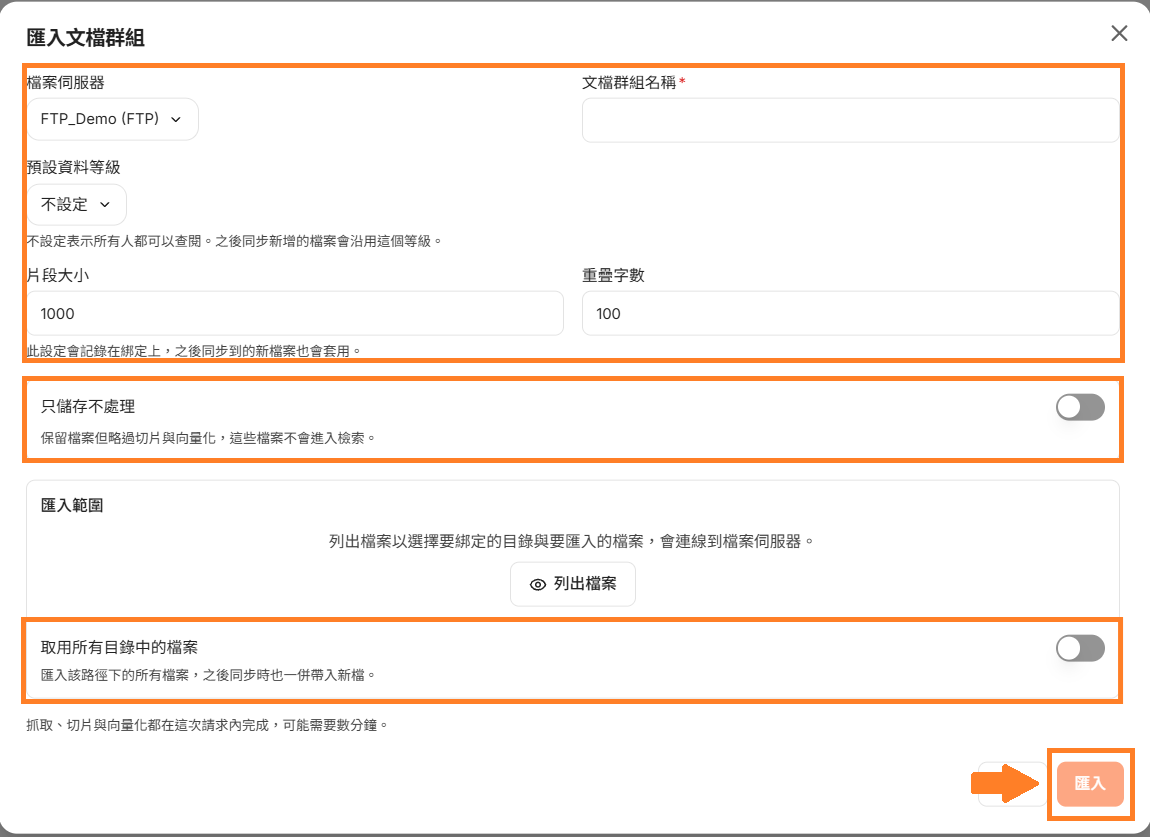 匯入文檔群組
檔案伺服器
文檔群組名稱*
FTP_Demo (FTP)
預設資料等級
不設定
不設定表示所有人都可以查閱。之後同步新增的檔案會沿用這個等級。
片段大小
重疊字數
1000
100
此設定會記錄在綁定上，之後同步到的新檔案也會套用。
只儲存不處理
保留檔案但略過切片與向量化，這些檔案不會進入檢索。
匯入範圍
列出檔案以選擇要綁定的目錄與要匯入的檔案，會連線到檔案伺服器。
列出檔案
取用所有目錄中的檔案
匯入該路徑下的所有檔案，之後同步時也一併帶入新檔。
抓取、切片與向量化都在這次請求內完成，可能需要數分鐘。
匯入